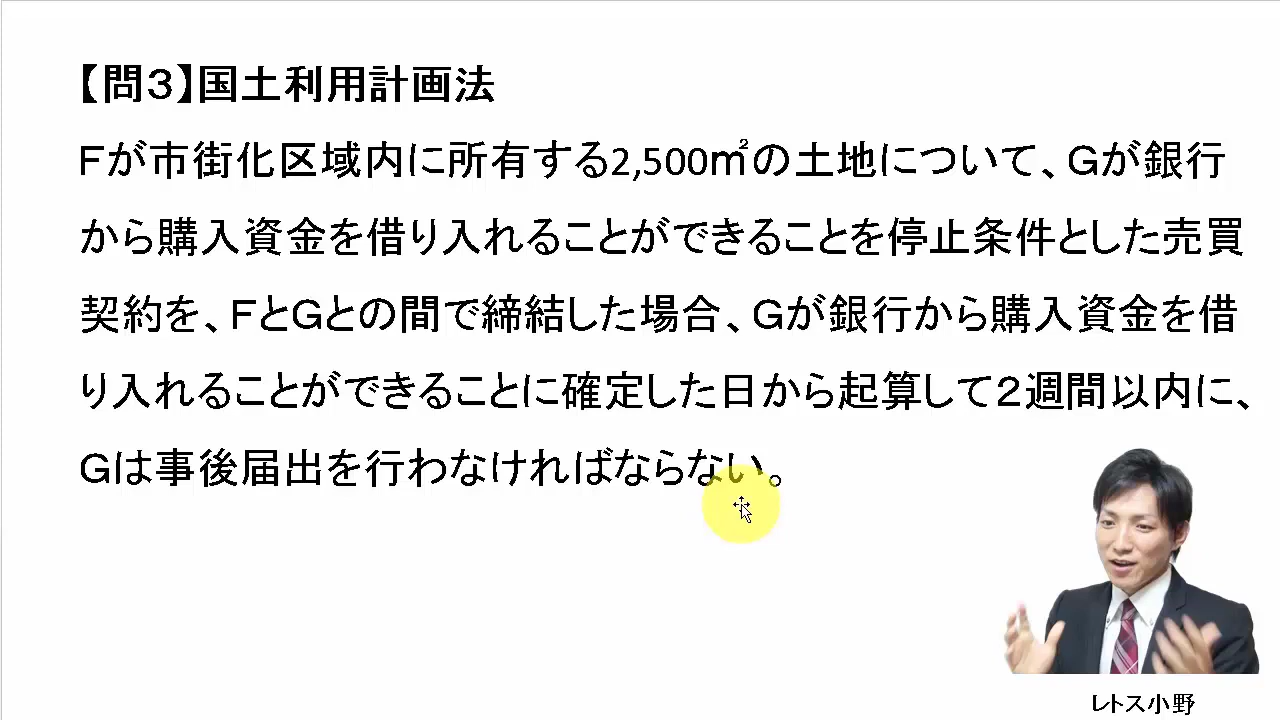 【問３】国土利用計画法
Ｆが市街化区域内に所有する2,500㎡の土地について、Ｇが銀行
から購入資金を借り入れることができることを停止条件とした売買
契約を、ＦとＧとの間で締結した場合、Ｇが銀行から購入資金を借
り入れることができることに確定した日から起算して２週間以内に、
Ｇは事後届出を行わなければならない。
レトス小野